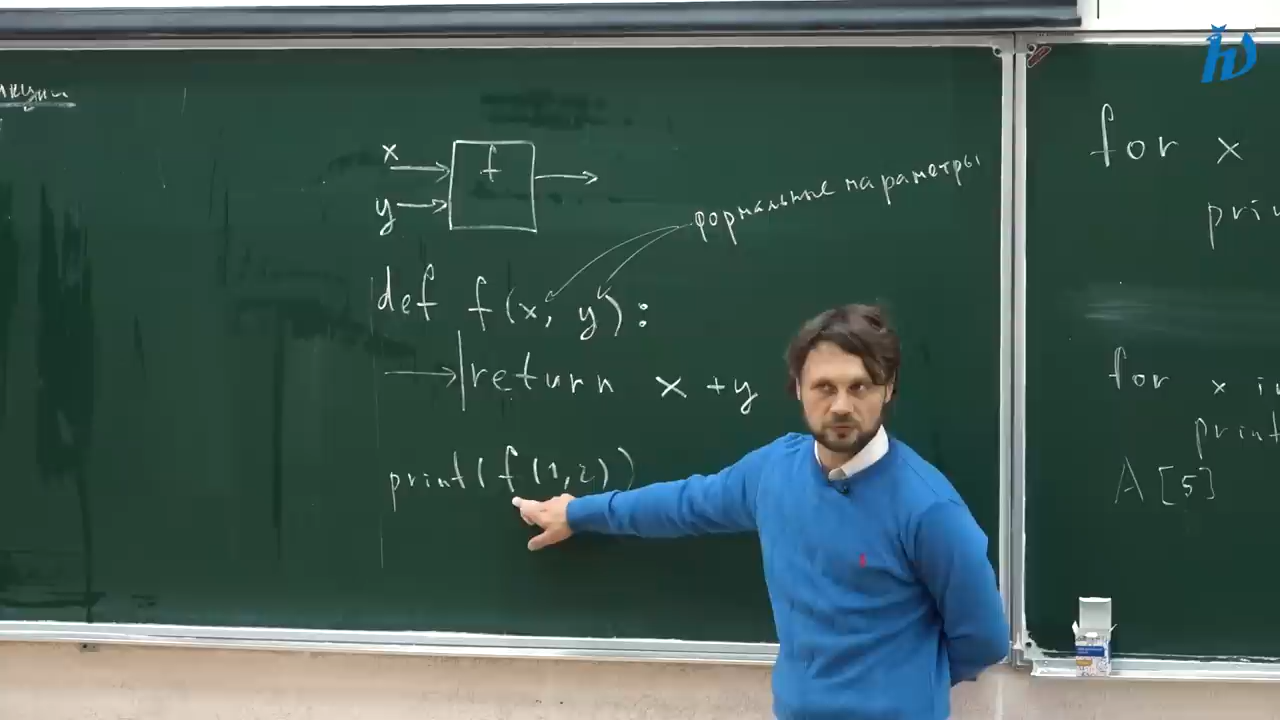 x
f
y
формальные параметры
def f(x, y):
return x + y
print(f(1,2))
for x
for x
A[5]